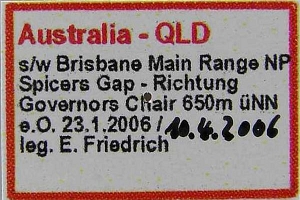 Australia - QLD
s/w Brisbane Main Range NP
Spicers Gap - Richtung
Governors Chair 650m üNN
e.O. 23.1.2006 / 10.4.2006
leg. E. Friedrich